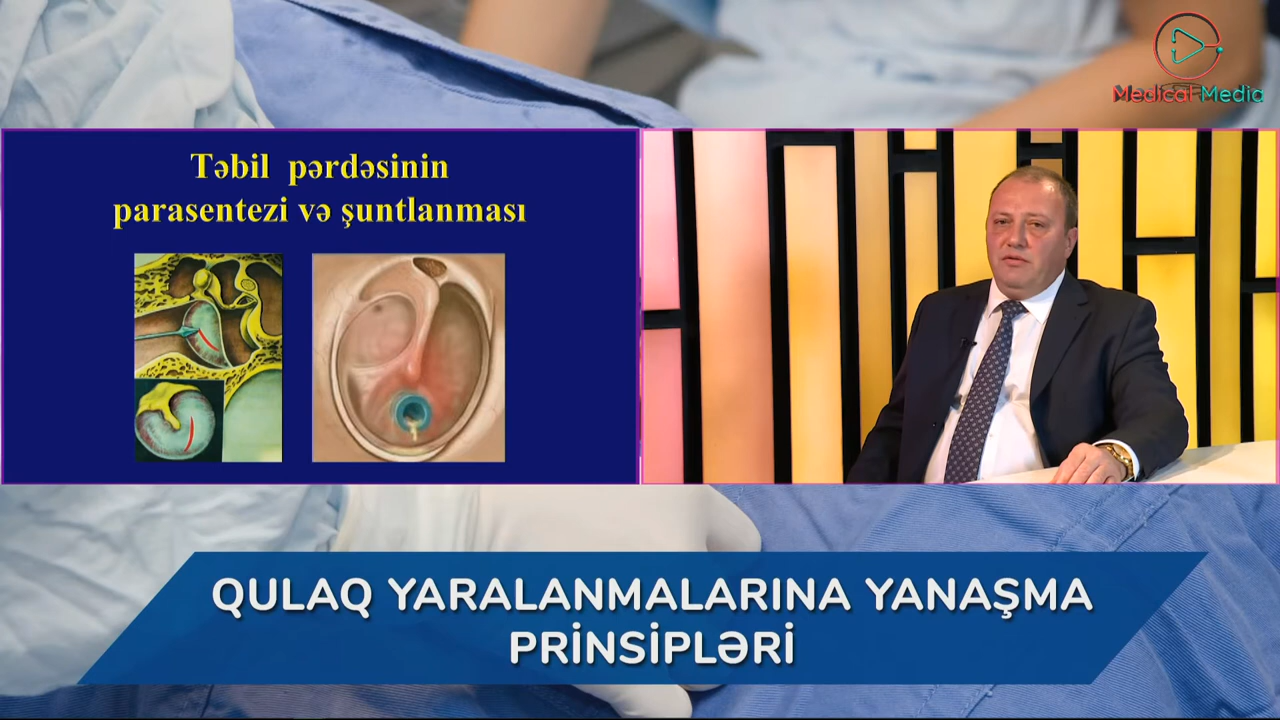 Medical Media
Təbil pərdəsinin
parasentezi və şuntlanması
QULAQ YARALANMALARINA YANAŞMA
PRİNSİPLƏRİ